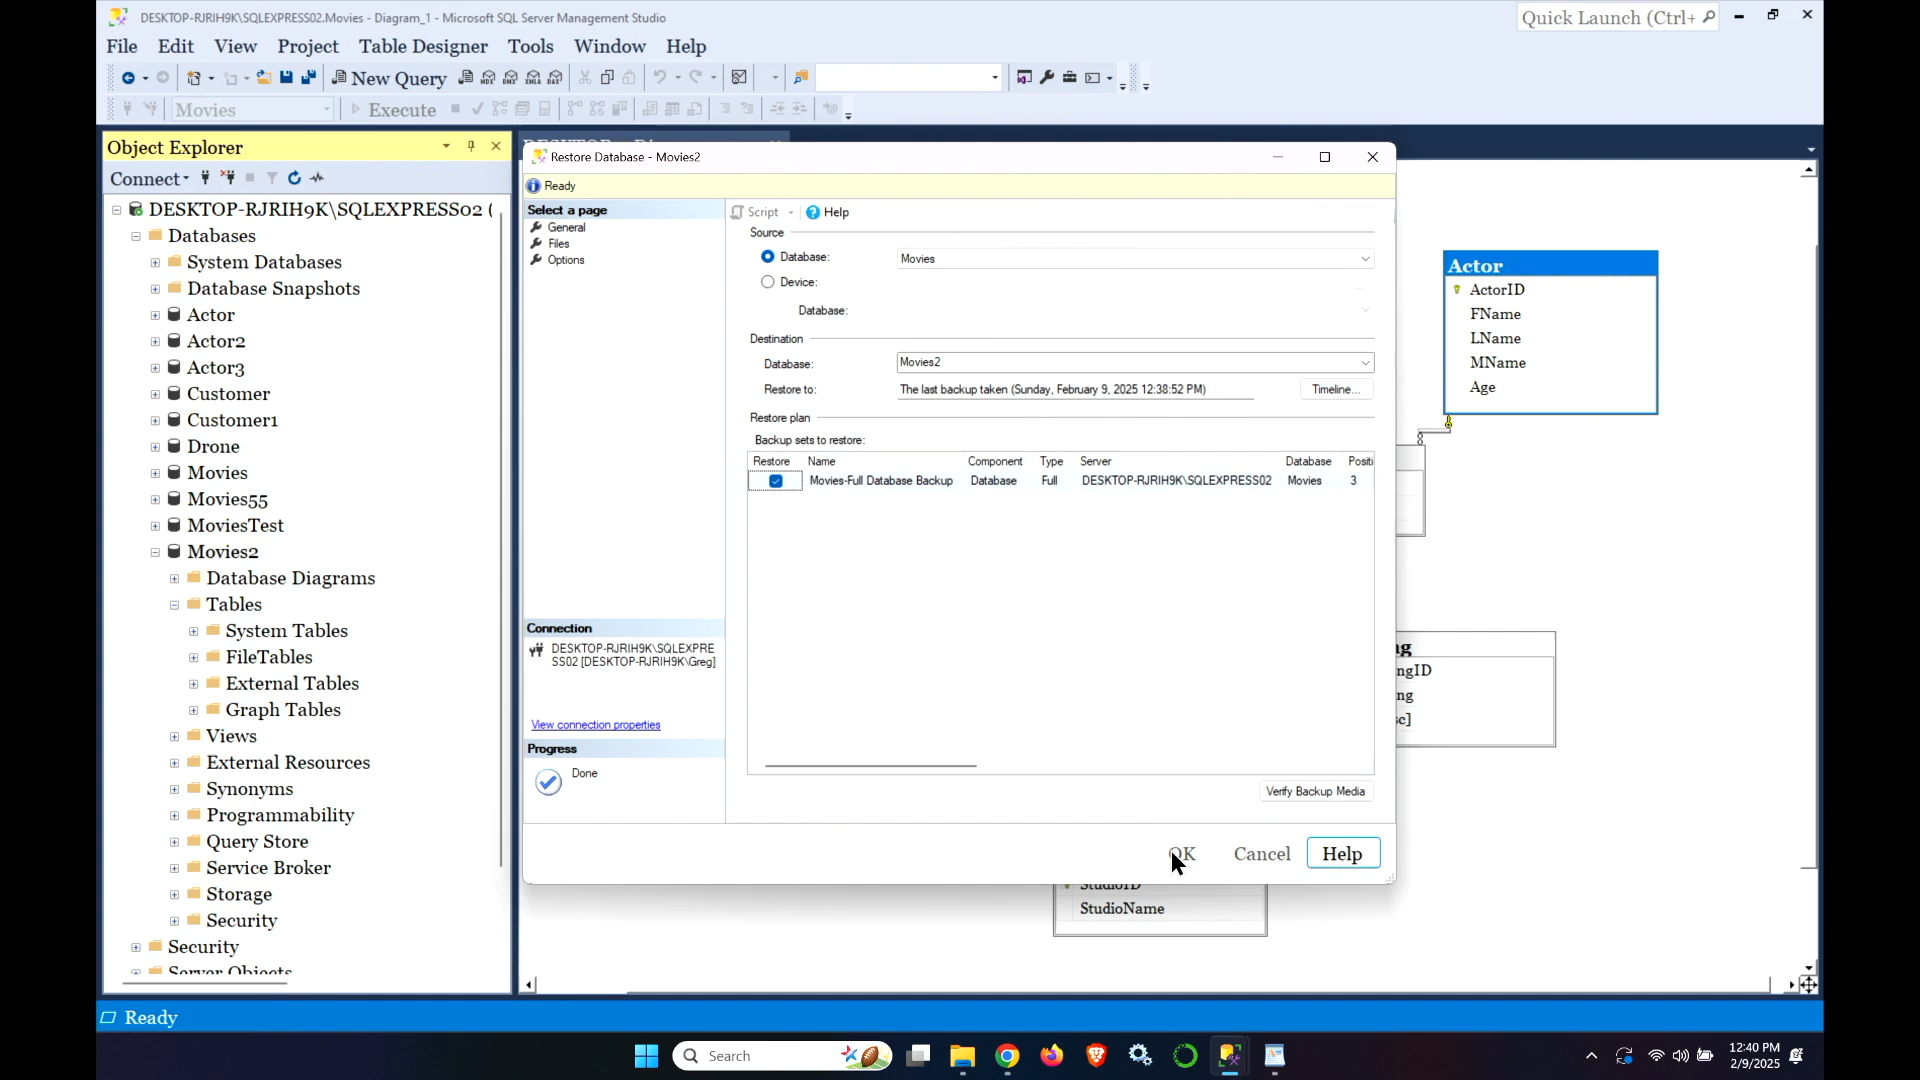 DESKTOP-RJRIH9K\SQLEXPRESS02.Movies - Diagram_1 - Microsoft SQL Server Management Studio
Quick Launch (Ctrl+
File Edit View Project Table Designer Tools Window Help
New Query
Movies Execute
Object Explorer
Connect
DESKTOP-RJRIH9K\SQLEXPRESS02 (
Databases
System Databases
Database Snapshots
Actor
Actor2
Actor3
Customer
Customer1
Drone
Movies
Movies55
MoviesTest
Movies2
Database Diagrams
Tables
System Tables
FileTables
External Tables
Graph Tables
Views
External Resources
Synonyms
Programmability
Query Store
Service Broker
Storage
Security
Security
Server Objects
Restore Database - Movies2
Ready
Select a page
General
Files
Options
Script Help
Source
Database: Movies
Device:
Database:
Destination
Database: Movies2
Restore to: The last backup taken (Sunday, February 9, 2025 12:38:52 PM) Timeline...
Restore plan
Backup sets to restore:
Restore Name Component Type Server Database Positi
Movies-Full Database Backup Database Full DESKTOP-RJRIH9K\SQLEXPRESS02 Movies 3
Connection
DESKTOP-RJRIH9K\SQLEXPRE
SS02 [DESKTOP-RJRIH9K\Greg]
View connection properties
Progress
Done
Verify Backup Media
OK Cancel Help
Actor
ActorID
FName
LName
MName
Age
ng
ngID
ng
sc]
StudioID
StudioName
Ready
Search
12:40 PM
2/9/2025